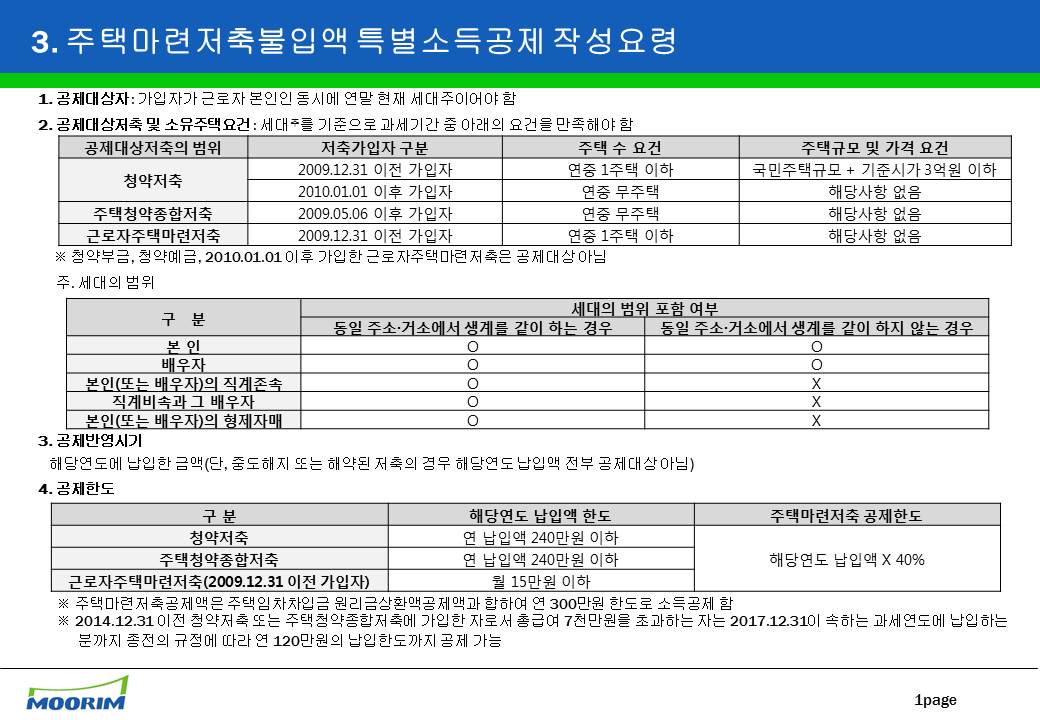 3. 주택마련저축불입액 특별소득공제 작성요령
1. 공제대상자 : 가입자가 근로자 본인인 동시에 연말 현재 세대주이어야 함
2. 공제대상저축 및 소유주택요건 : 세대주를 기준으로 과세기간 중 아래의 요건을 만족해야 함
공제대상저축의 범위 저축가입자 구분 주택 수 요건 주택규모 및 가격 요건
청약저축 2009.12.31 이전 가입자 연중 1주택 이하 국민주택규모 + 기준시가 3억원 이하
2010.01.01 이후 가입자 연중 무주택 해당사항 없음
주택청약종합저축 2009.05.06 이후 가입자 연중 무주택 해당사항 없음
근로자주택마련저축 2009.12.31 이전 가입자 연중 1주택 이하 해당사항 없음
※ 청약부금, 청약예금, 2010.01.01 이후 가입한 근로자주택마련저축은 공제대상 아님
주. 세대의 범위
구 분 세대의 범위 포함 여부
동일 주소·거소에서 생계를 같이 하는 경우 동일 주소·거소에서 생계를 같이 하지 않는 경우
본 인 O O
배우자 O O
본인(또는 배우자)의 직계존속 O X
직계비속과 그 배우자 O X
본인(또는 배우자)의 형제자매 O X
3. 공제반영시기
해당연도에 납입한 금액(단, 중도해지 또는 해약된 저축의 경우 해당연도 납입액 전부 공제대상 아님)
4. 공제한도
구 분 해당연도 납입액 한도 주택마련저축 공제한도
청약저축 연 납입액 240만원 이하 해당연도 납입액 X 40%
주택청약종합저축 연 납입액 240만원 이하
근로자주택마련저축(2009.12.31 이전 가입자) 월 15만원 이하
※ 주택마련저축공제액은 주택임차차입금 원리금상환액공제액과 합하여 연 300만원 한도로 소득공제 함
※ 2014.12.31 이전 청약저축 또는 주택청약종합저축에 가입한 자로서 총급여 7천만원을 초과하는 자는 2017.12.31이 속하는 과세연도에 납입하는
분까지 종전의 규정에 따라 연 120만원의 납입한도까지 공제 가능
MOORIM
1page